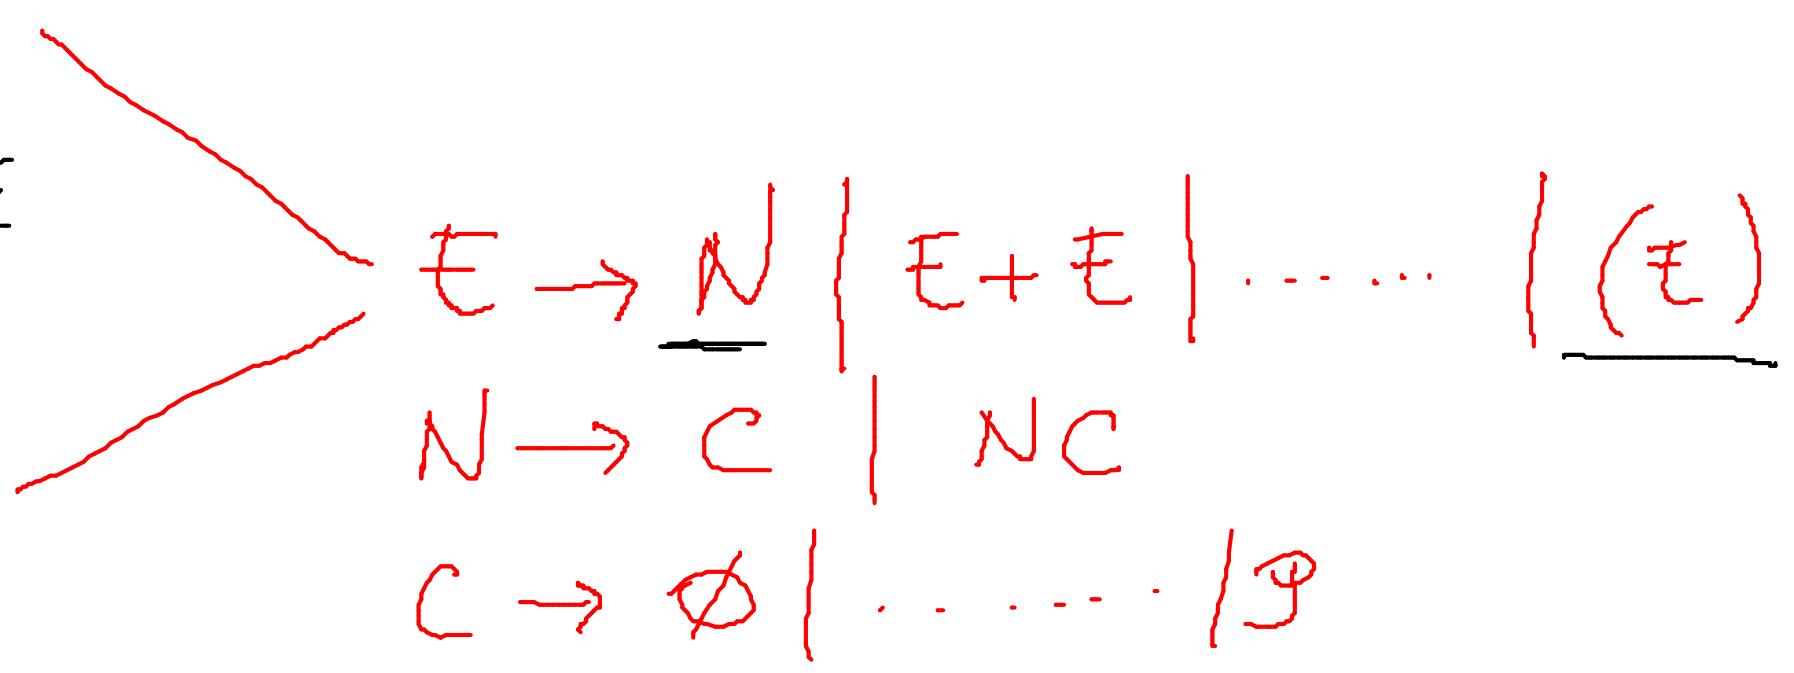 E → N | E + E | ..... | (E)
N → C | NC
C → 0 | ...... | 9